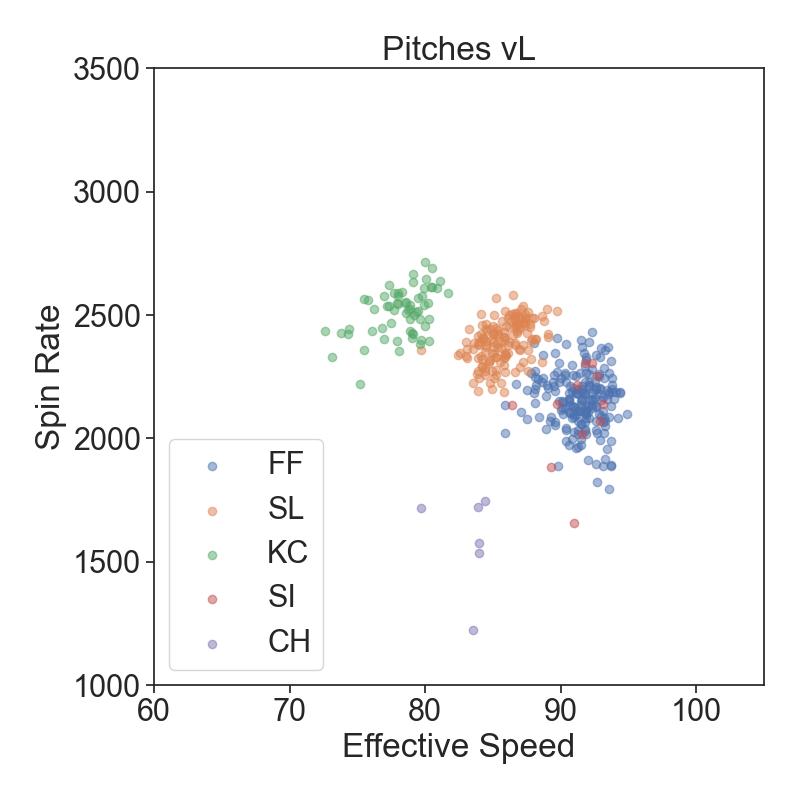 Pitches vL
3500
3000
2500
2000
1500
1000
Spin Rate
FF
SL
KC
SI
CH
60 70 80 90 100
Effective Speed